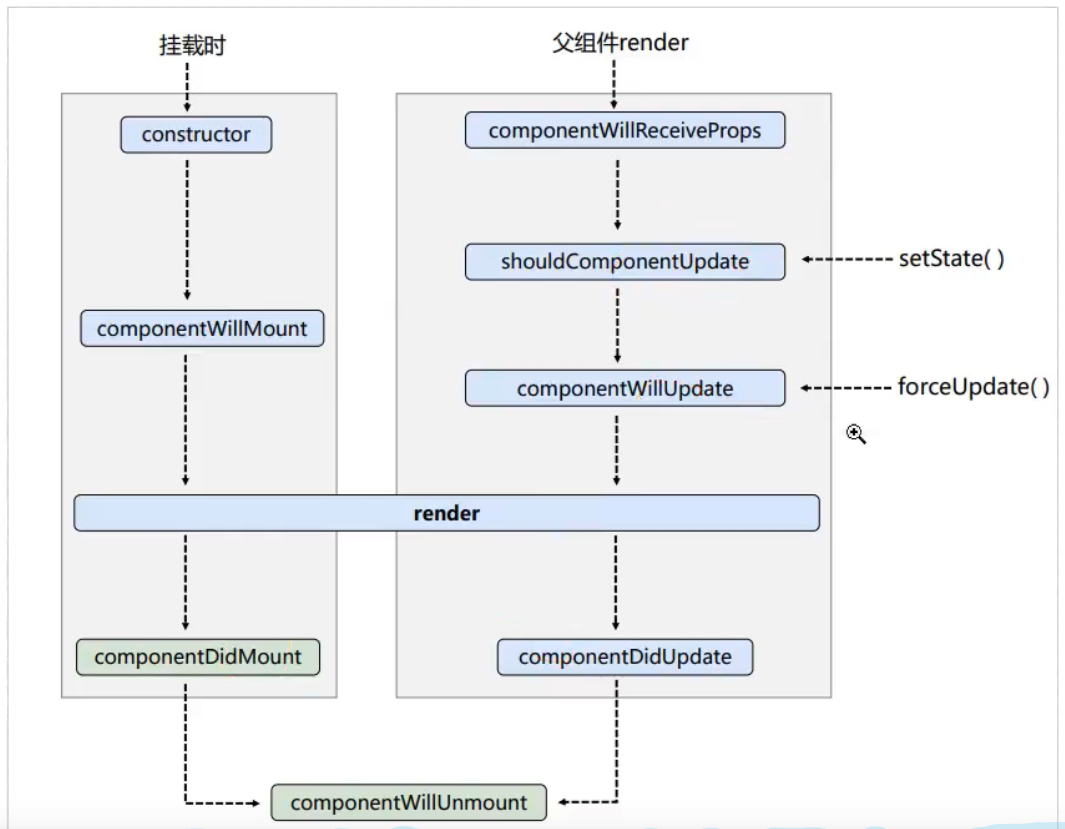 挂载时
父组件render
constructor
componentWillReceiveProps
shouldComponentUpdate
setState( )
componentWillMount
componentWillUpdate
forceUpdate( )
render
componentDidMount
componentDidUpdate
componentWillUnmount